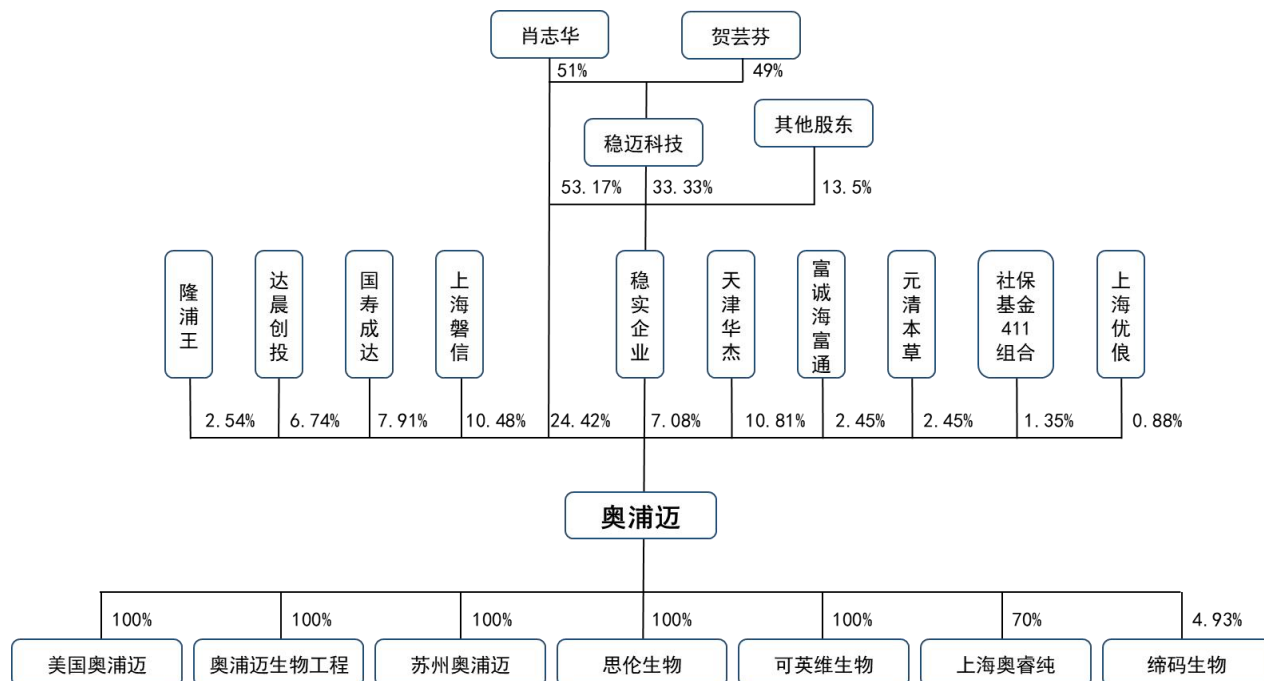 肖志华
贺芸芬
51%
49%
稳迈科技
其他股东
53.17%
33.33%
13.5%
隆浦王
达晨创投
国寿成达
上海磐信
稳实企业
天津华杰
富诚海富通
元清本草
社保
基金
411
组合
上海优俍
2.54%
6.74%
7.91%
10.48%
24.42%
7.08%
10.81%
2.45%
2.45%
1.35%
0.88%
奥浦迈
100%
100%
100%
100%
100%
70%
4.93%
美国奥浦迈
奥浦迈生物工程
苏州奥浦迈
思伦生物
可英维生物
上海奥睿纯
缔码生物